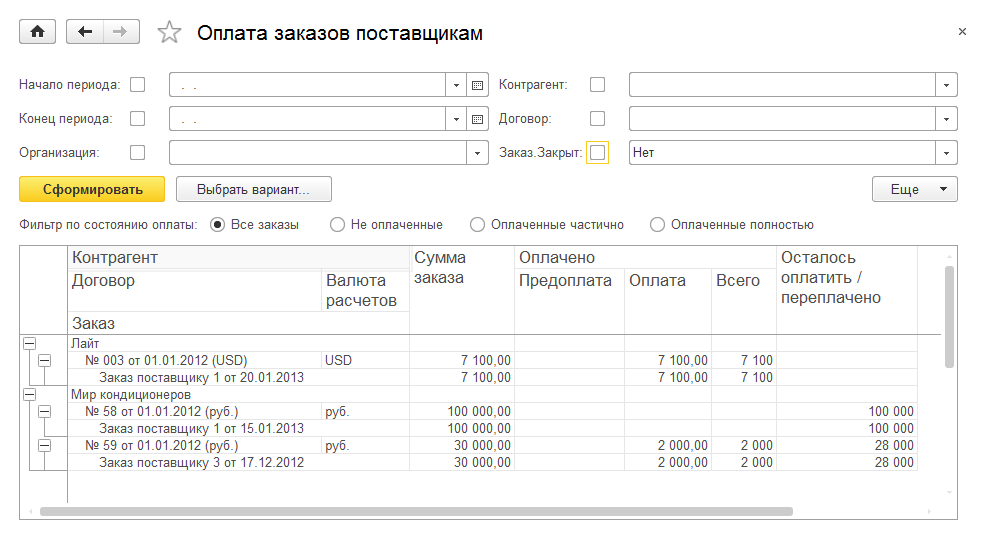 Оплата заказов поставщикам
Начало периода: . . Контрагент:
Конец периода: . . Договор:
Организация: Заказ.Закрыт: Нет
Сформировать Выбрать вариант... Еще
Фильтр по состоянию оплаты: Все заказы Не оплаченные Оплаченные частично Оплаченные полностью
Контрагент Сумма заказа Оплачено Осталось оплатить / переплачено
Договор Валюта расчетов Предоплата Оплата Всего
Заказ
Лайт
№ 003 от 01.01.2012 (USD) USD 7 100,00 7 100,00 7 100
Заказ поставщику 1 от 20.01.2013 7 100,00 7 100,00 7 100
Мир кондиционеров
№ 58 от 01.01.2012 (руб.) руб. 100 000,00 100 000
Заказ поставщику 1 от 15.01.2013 100 000,00 100 000
№ 59 от 01.01.2012 (руб.) руб. 30 000,00 2 000,00 2 000 28 000
Заказ поставщику 3 от 17.12.2012 30 000,00 2 000,00 2 000 28 000